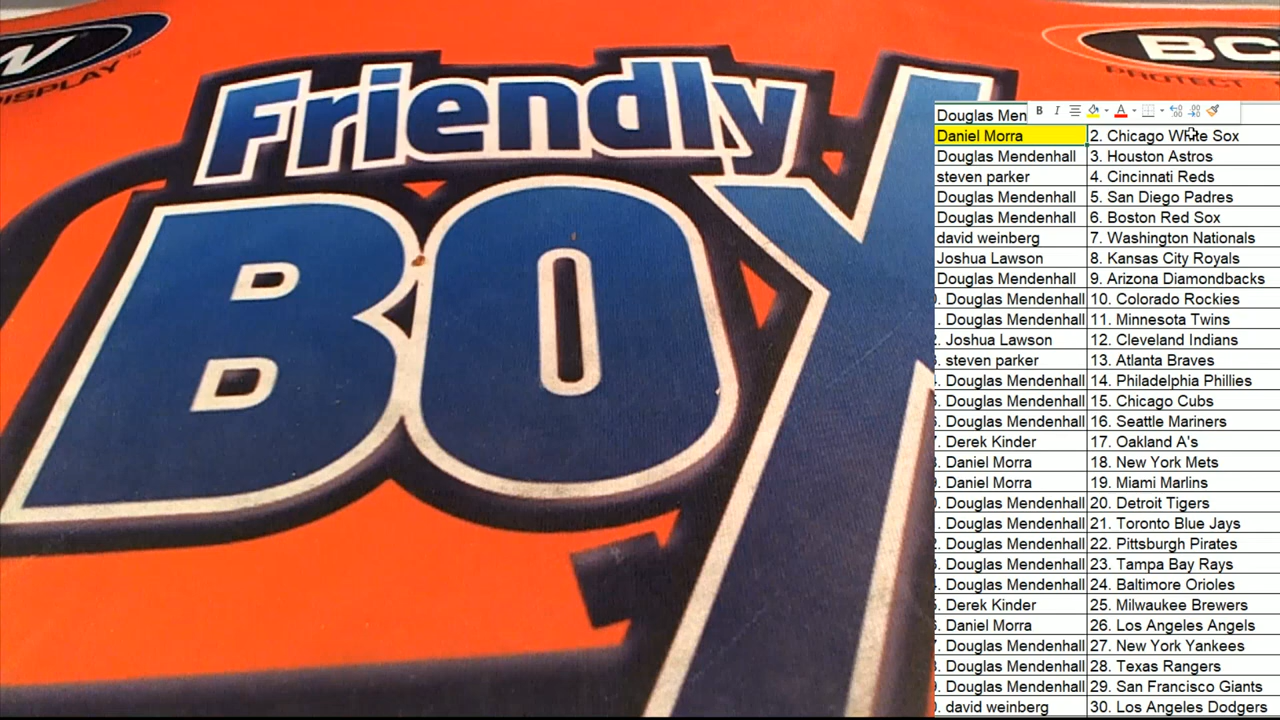 W
DISPLAY™
BC
PROTECT
Friendly
BOY
Douglas Men
B I A
Daniel Morra 2. Chicago White Sox
Douglas Mendenhall 3. Houston Astros
steven parker 4. Cincinnati Reds
Douglas Mendenhall 5. San Diego Padres
Douglas Mendenhall 6. Boston Red Sox
david weinberg 7. Washington Nationals
Joshua Lawson 8. Kansas City Royals
Douglas Mendenhall 9. Arizona Diamondbacks
. Douglas Mendenhall 10. Colorado Rockies
. Douglas Mendenhall 11. Minnesota Twins
. Joshua Lawson 12. Cleveland Indians
. steven parker 13. Atlanta Braves
. Douglas Mendenhall 14. Philadelphia Phillies
. Douglas Mendenhall 15. Chicago Cubs
. Douglas Mendenhall 16. Seattle Mariners
. Derek Kinder 17. Oakland A's
. Daniel Morra 18. New York Mets
. Daniel Morra 19. Miami Marlins
. Douglas Mendenhall 20. Detroit Tigers
. Douglas Mendenhall 21. Toronto Blue Jays
. Douglas Mendenhall 22. Pittsburgh Pirates
. Douglas Mendenhall 23. Tampa Bay Rays
. Douglas Mendenhall 24. Baltimore Orioles
. Derek Kinder 25. Milwaukee Brewers
. Daniel Morra 26. Los Angeles Angels
. Douglas Mendenhall 27. New York Yankees
. Douglas Mendenhall 28. Texas Rangers
. Douglas Mendenhall 29. San Francisco Giants
. david weinberg 30. Los Angeles Dodgers